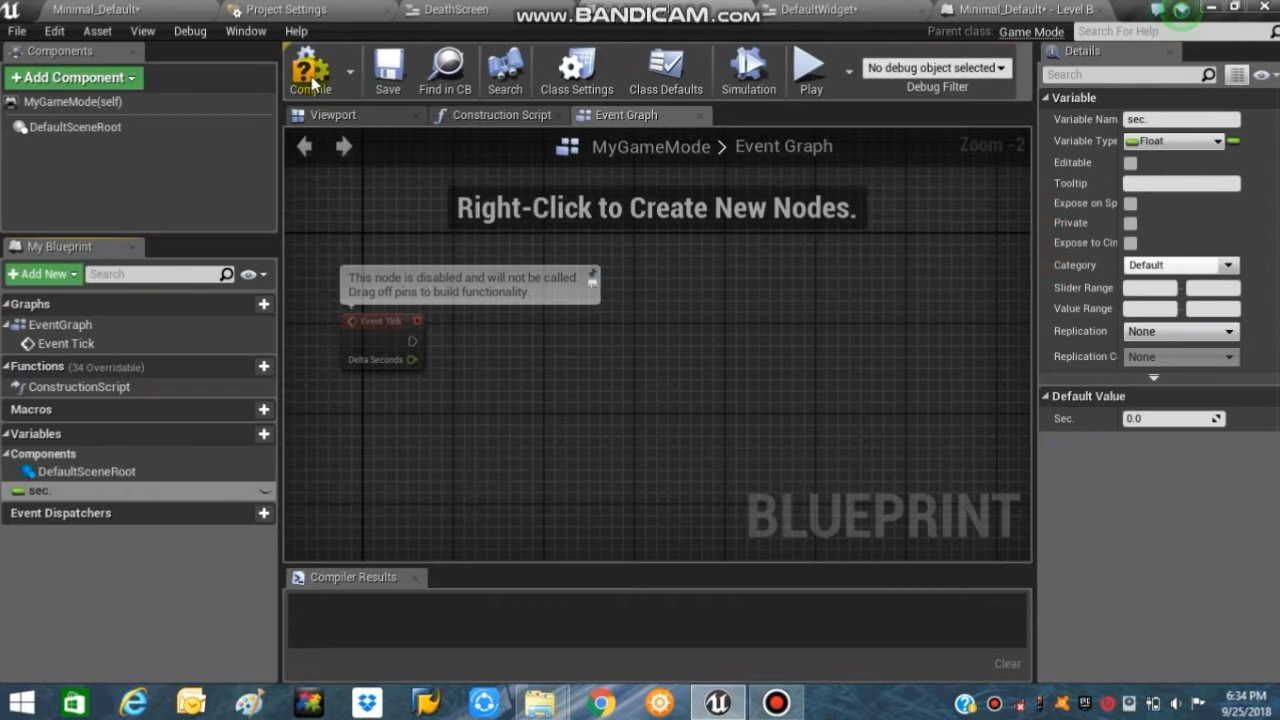 Minimal_Default*
Project Settings
DeathScreen
DefaultWidget*
Minimal_Default* - Level B
www.BANDICAM.com
File Edit Asset View Debug Window Help
Parent class: Game Mode
Search For Help
Components
+Add Component
MyGameMode(self)
DefaultSceneRoot
Compile
Save
Find in CB
Search
Class Settings
Class Defaults
Simulation
Play
No debug object selected
Debug Filter
Viewport
Construction Script
Event Graph
MyGameMode > Event Graph
Zoom -2
Right-Click to Create New Nodes.
This node is disabled and will not be called.
Drag off pins to build functionality.
Event Tick
Delta Seconds
BLUEPRINT
My Blueprint
+Add New
Search
Graphs
EventGraph
Event Tick
Functions (34 Overridable)
ConstructionScript
Macros
Variables
Components
DefaultSceneRoot
sec.
Event Dispatchers
Compiler Results
Clear
Details
Search
Variable
Variable Nam sec.
Variable Type Float
Editable
Tooltip
Expose on Sp
Private
Expose to Cin
Category Default
Slider Range
Value Range
Replication None
Replication C None
Default Value
Sec. 0.0
6:34 PM
9/25/2018